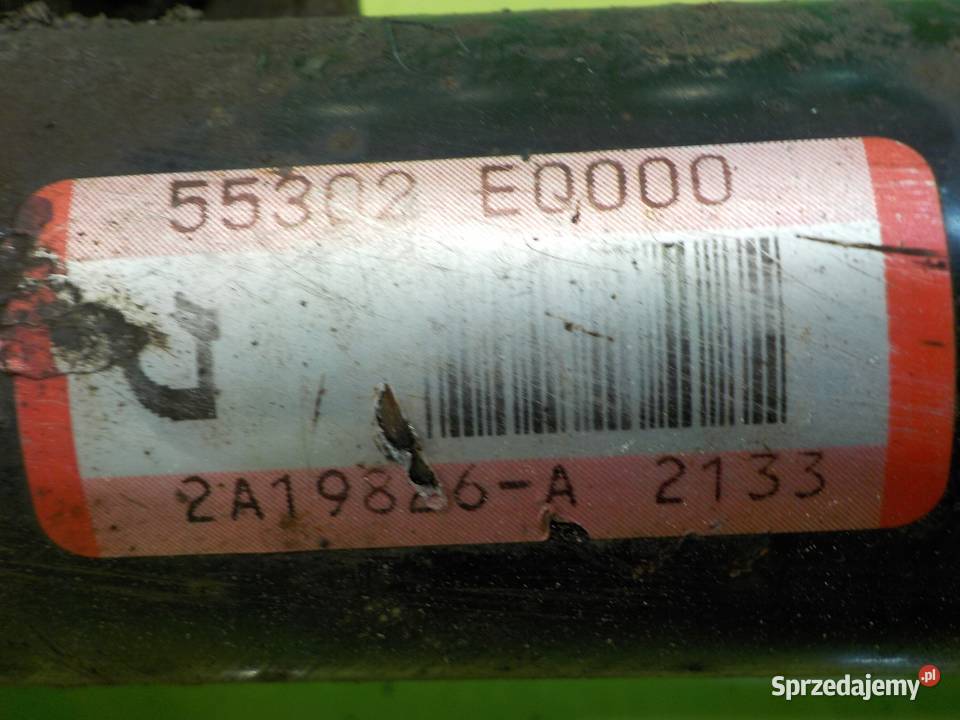 55302 EQ000
2A19826-A 2133
Sprzedajemy.pl